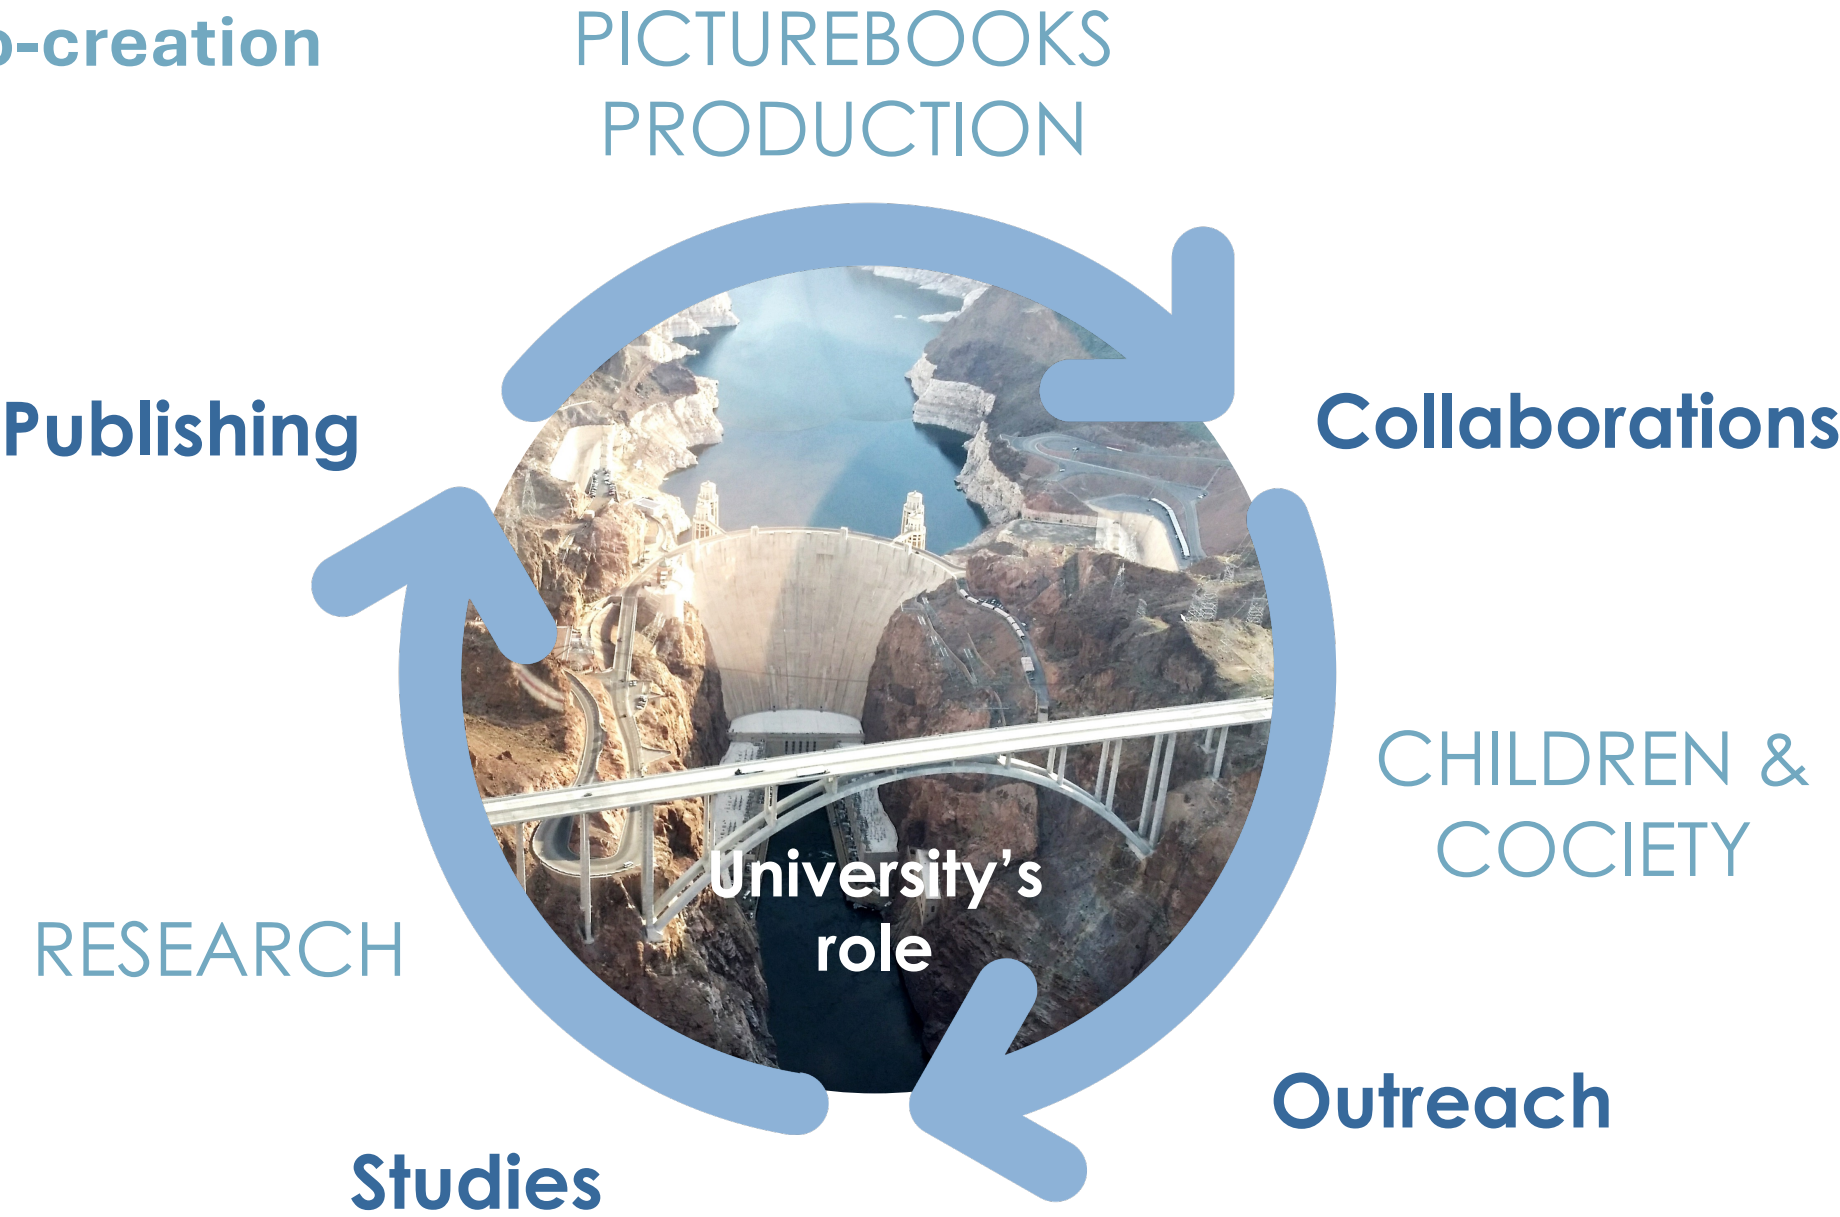 o-creation
PICTUREBOOKS
PRODUCTION
Publishing
Collaborations
CHILDREN &
COCIETY
University's
role
RESEARCH
Outreach
Studies